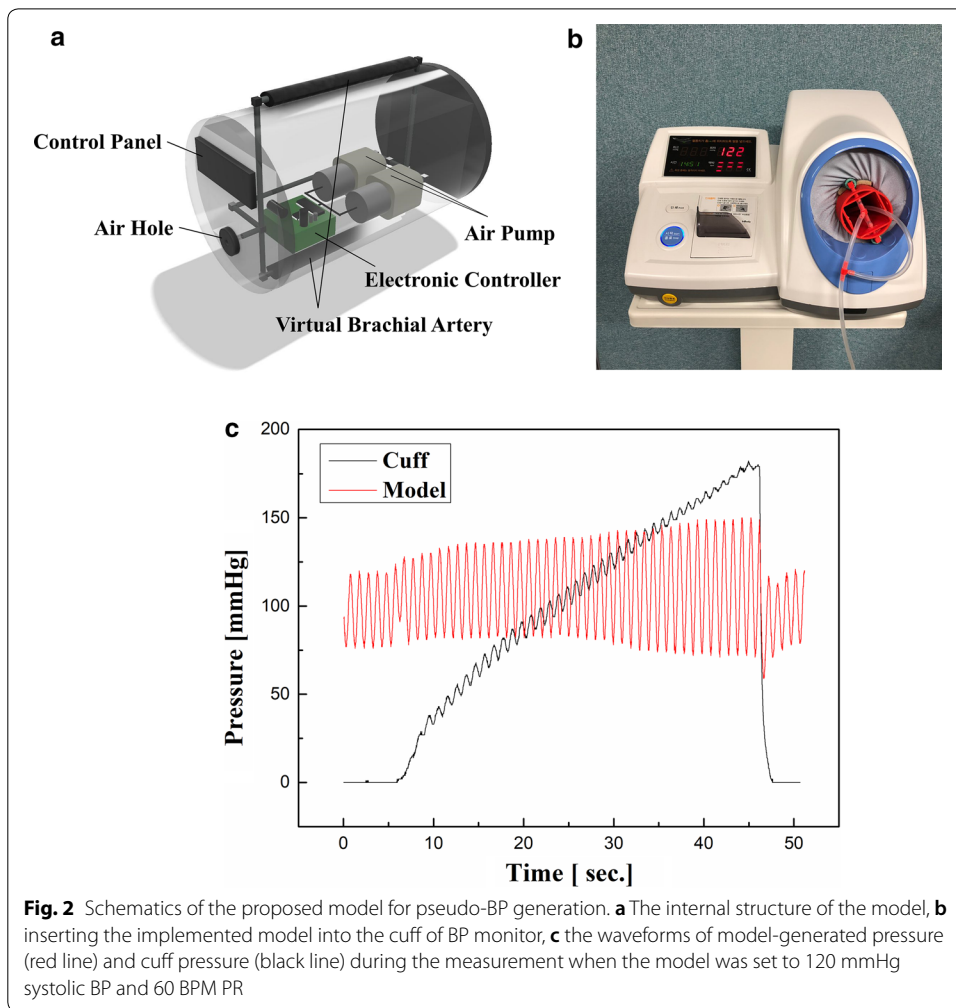 a
b
Control Panel
Air Hole
Air Pump
Electronic Controller
Virtual Brachial Artery
122
c
200
150
100
50
0
Pressure [mmHg]
Cuff
Model
0 10 20 30 40 50
Time [ sec.]
Fig. 2 Schematics of the proposed model for pseudo-BP generation. a The internal structure of the model, b
inserting the implemented model into the cuff of BP monitor, c the waveforms of model-generated pressure
(red line) and cuff pressure (black line) during the measurement when the model was set to 120 mmHg
systolic BP and 60 BPM PR